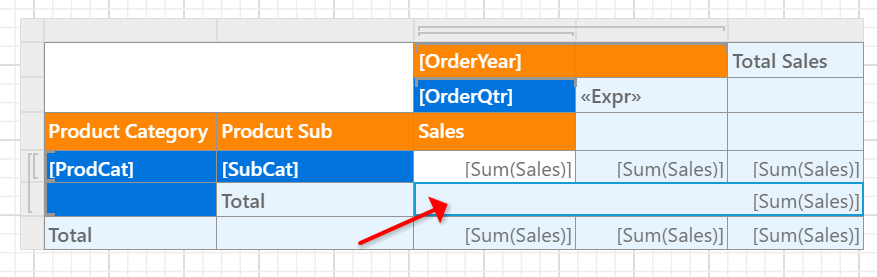 [OrderYear] Total Sales
[OrderQtr] «Expr»
Product Category Prodcut Sub Sales
[ProdCat] [SubCat] [Sum(Sales)] [Sum(Sales)] [Sum(Sales)]
Total [Sum(Sales)]
Total [Sum(Sales)] [Sum(Sales)] [Sum(Sales)]